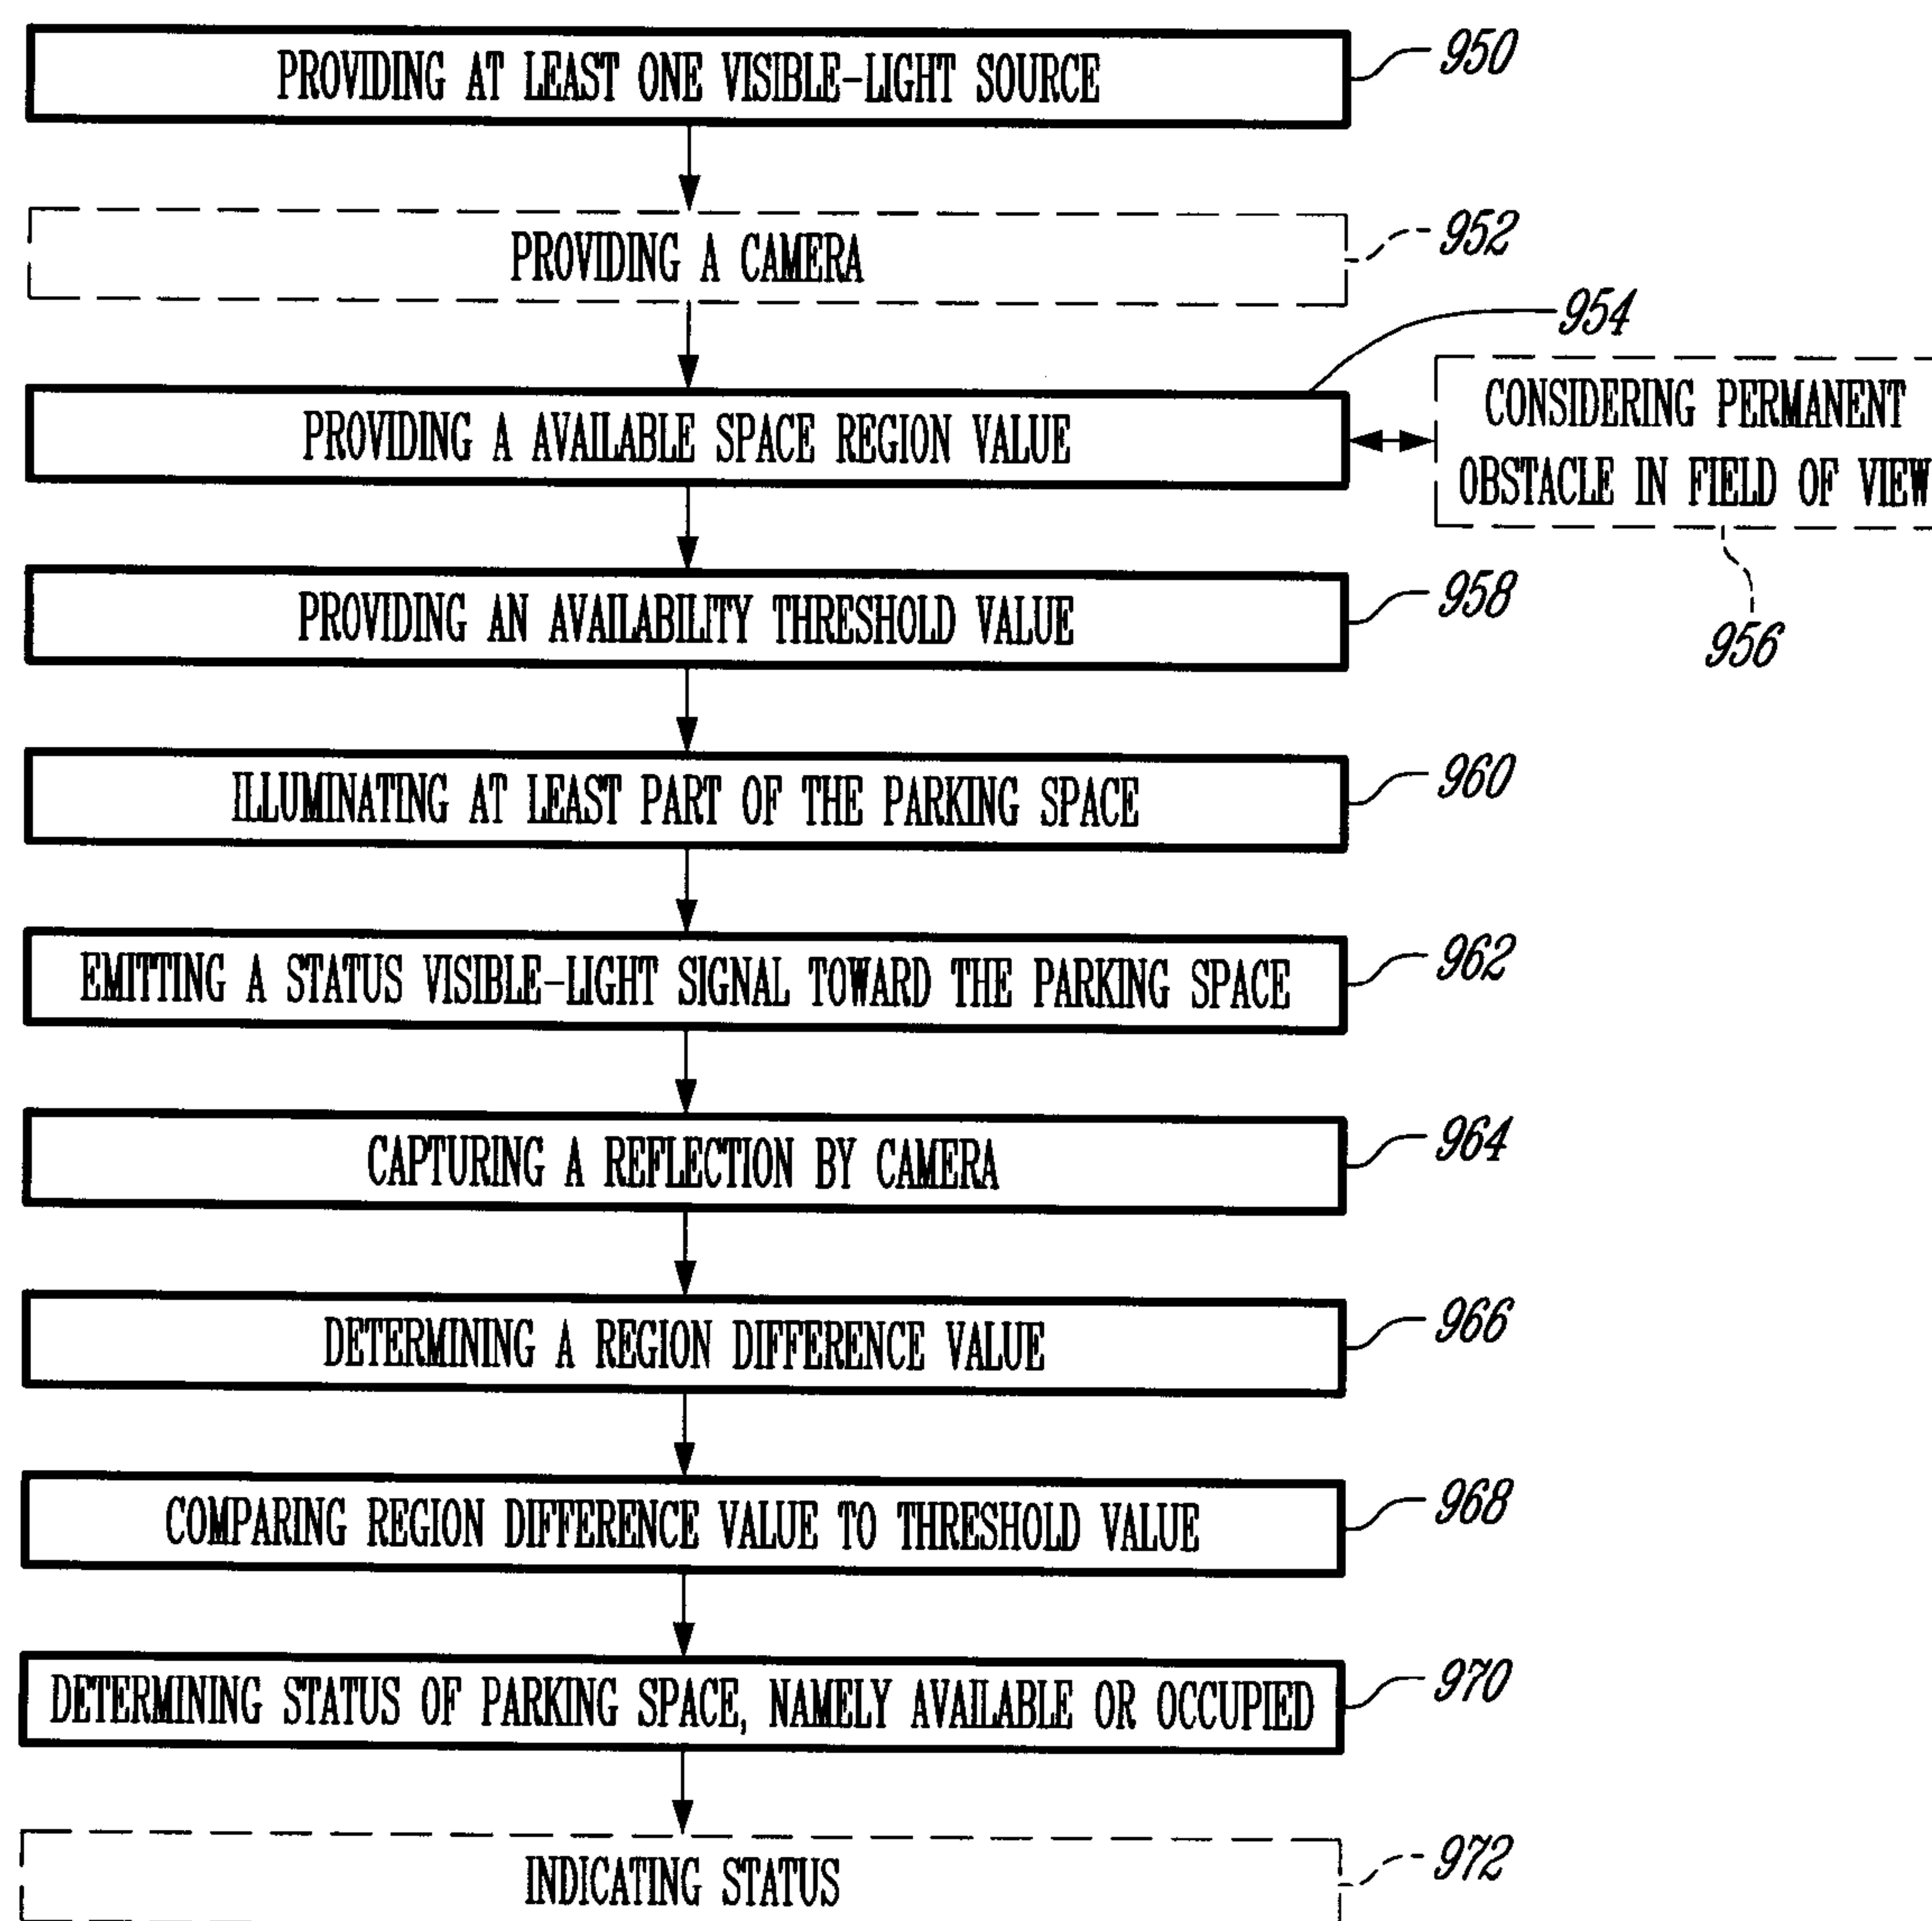 PROVIDING AT LEAST ONE VISIBLE-LIGHT SOURCE
950
PROVIDING A CAMERA
952
954
PROVIDING A AVAILABLE SPACE REGION VALUE
CONSIDERING PERMANENT
OBSTACLE IN FIELD OF VIEW
956
PROVIDING AN AVAILABILITY THRESHOLD VALUE
958
ILLUMINATING AT LEAST PART OF THE PARKING SPACE
960
EMITTING A STATUS VISIBLE-LIGHT SIGNAL TOWARD THE PARKING SPACE
962
CAPTURING A REFLECTION BY CAMERA
964
DETERMINING A REGION DIFFERENCE VALUE
966
COMPARING REGION DIFFERENCE VALUE TO THRESHOLD VALUE
968
DETERMINING STATUS OF PARKING SPACE, NAMELY AVAILABLE OR OCCUPIED
970
INDICATING STATUS
972